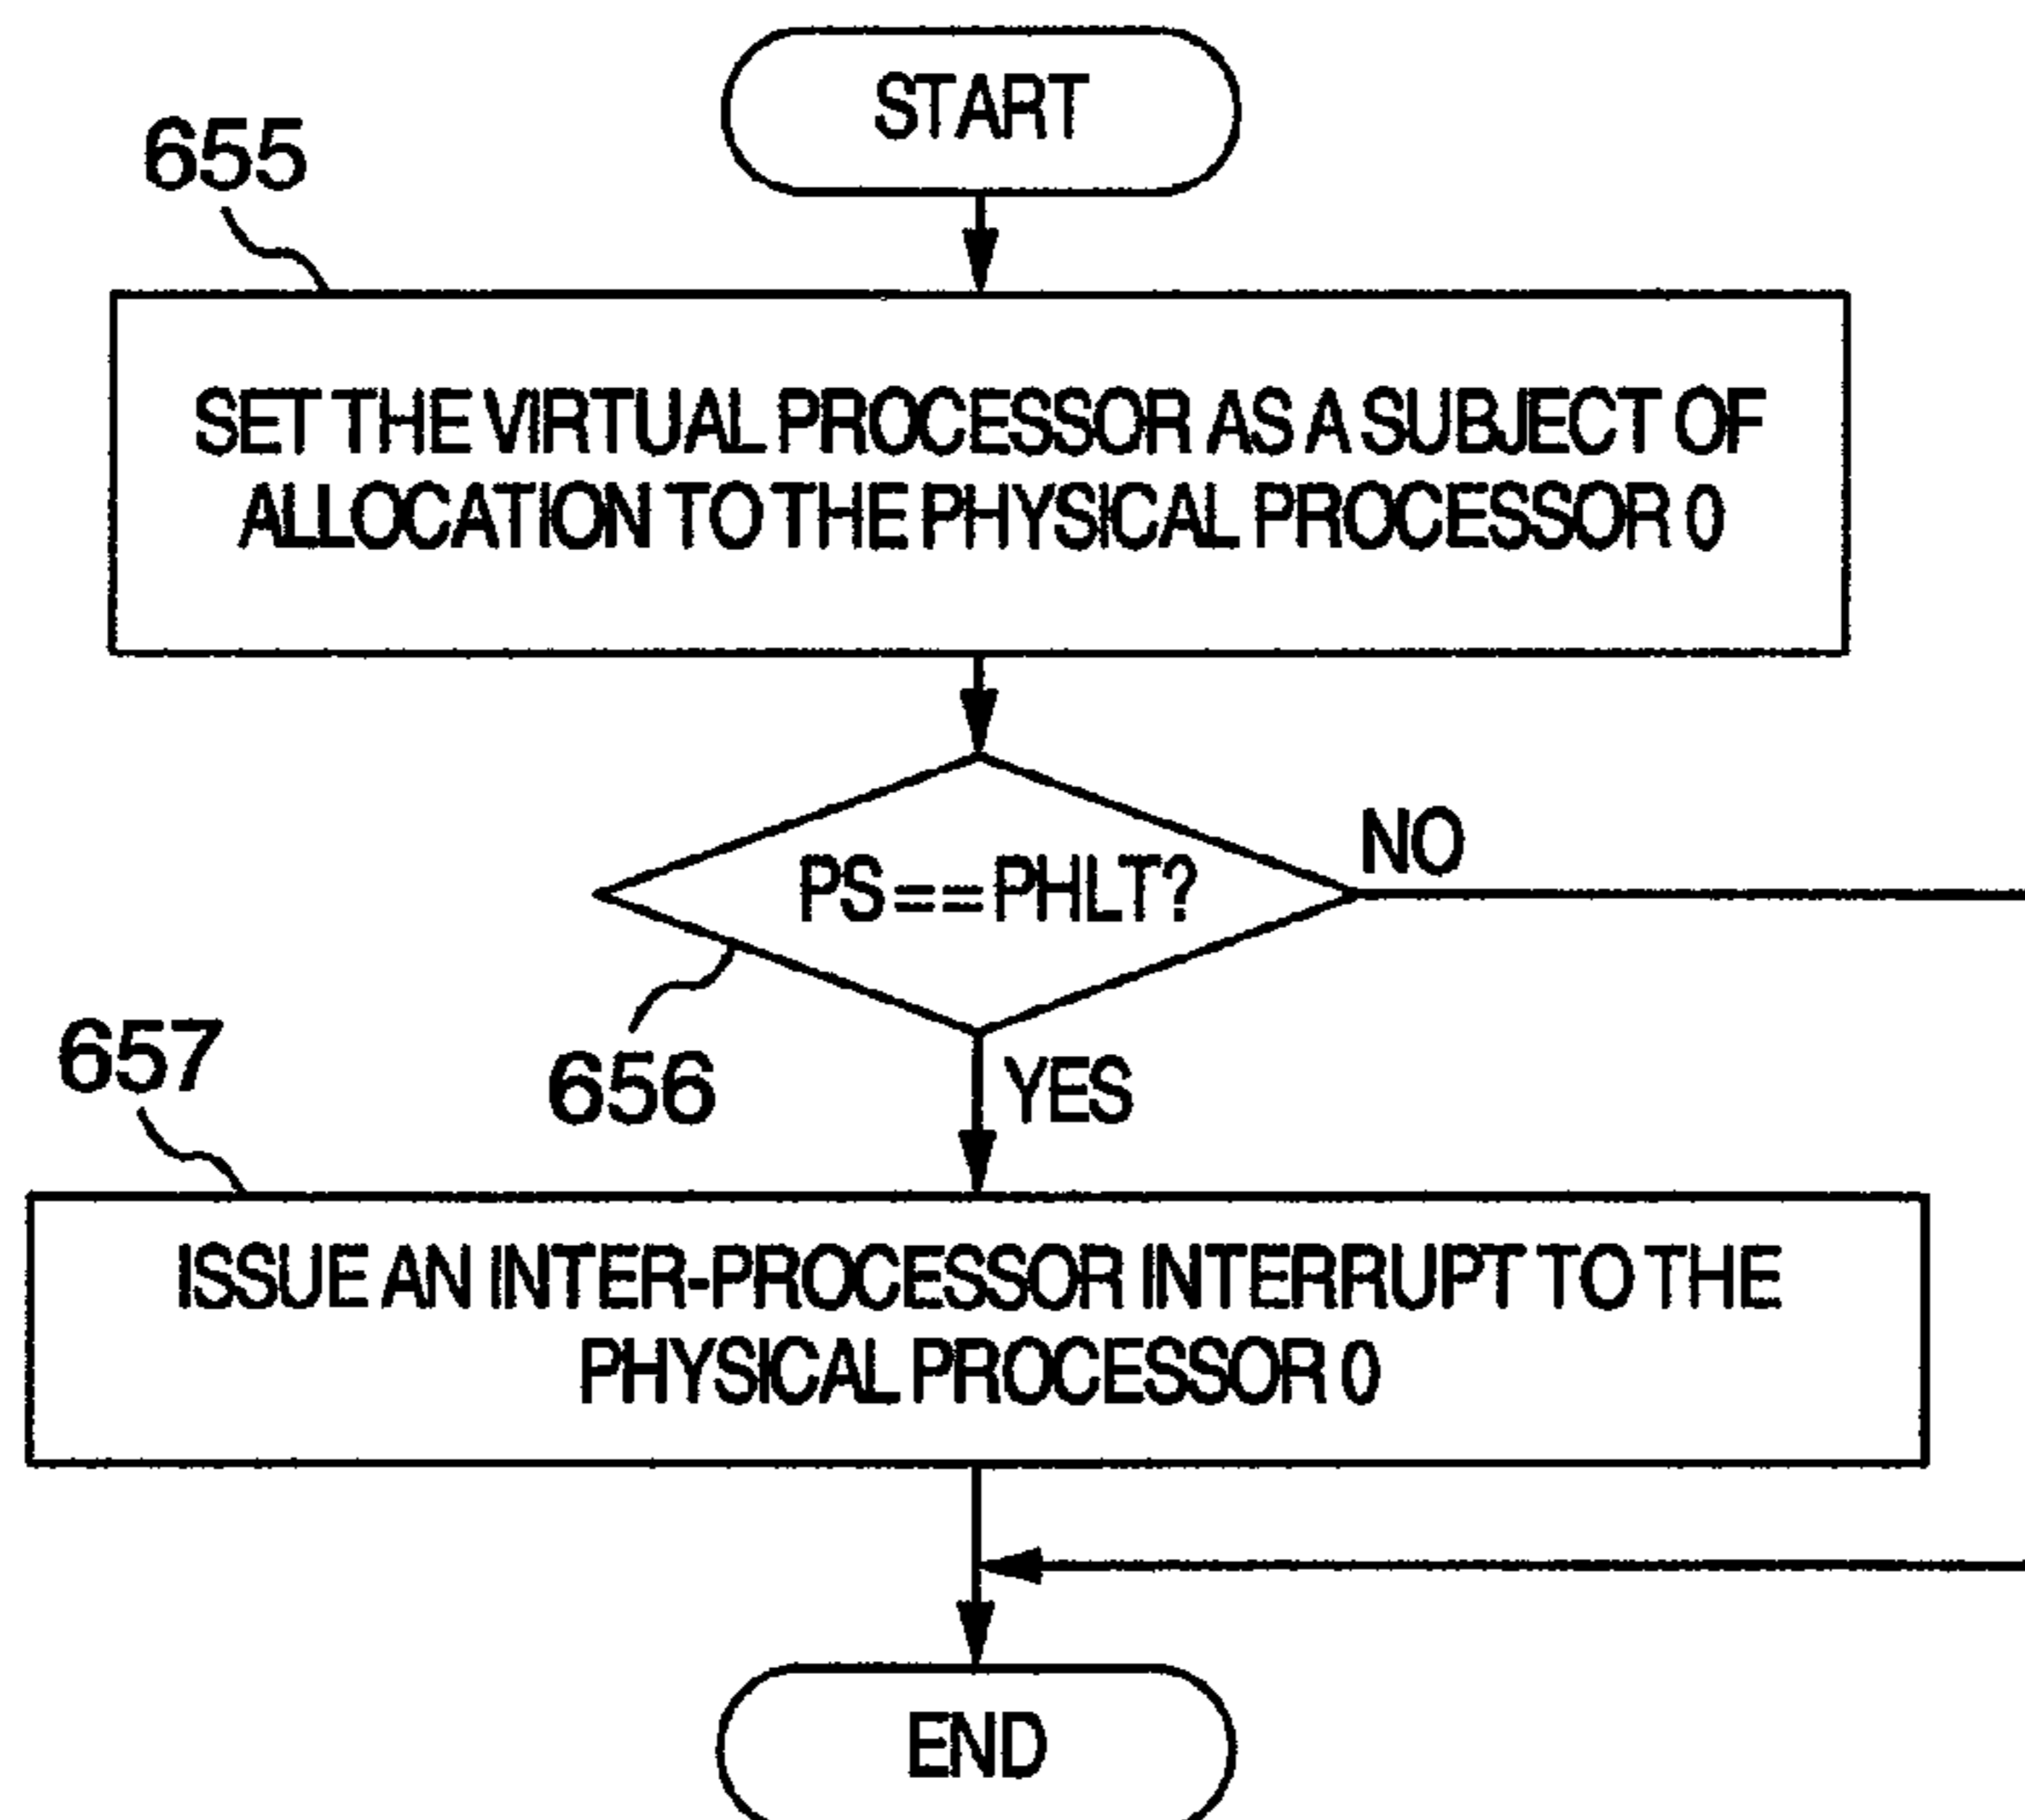 START
655
SET THE VIRTUAL PROCESSOR AS A SUBJECT OF
ALLOCATION TO THE PHYSICAL PROCESSOR 0
PS==PHLT?
NO
656
YES
657
ISSUE AN INTER-PROCESSOR INTERRUPT TO THE
PHYSICAL PROCESSOR 0
END